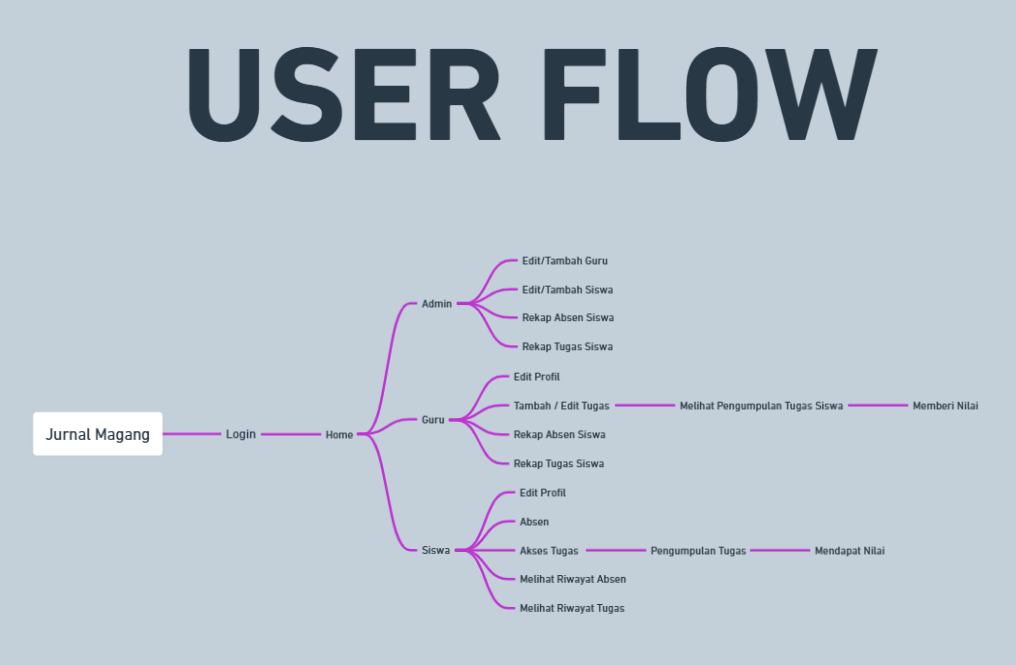 USER FLOW
Jurnal Magang
Login
Home
Admin
Edit/Tambah Guru
Edit/Tambah Siswa
Rekap Absen Siswa
Rekap Tugas Siswa
Guru
Edit Profil
Tambah / Edit Tugas
Melihat Pengumpulan Tugas Siswa
Memberi Nilai
Rekap Absen Siswa
Rekap Tugas Siswa
Siswa
Edit Profil
Absen
Akses Tugas
Pengumpulan Tugas
Mendapat Nilai
Melihat Riwayat Absen
Melihat Riwayat Tugas